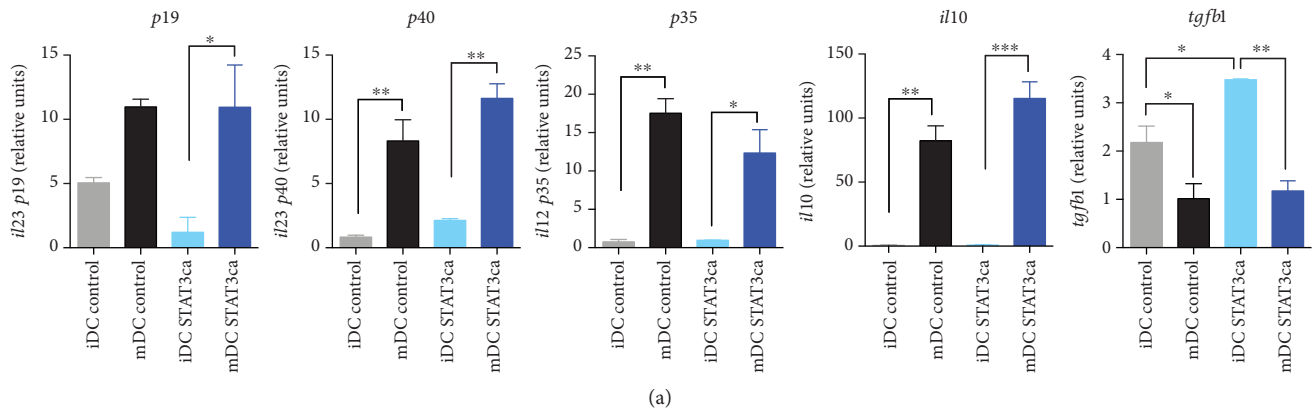 p19
*
il23 p19 (relative units)
15
10
5
0
iDC control
mDC control
iDC STAT3ca
mDC STAT3ca
p40
**
**
il23 p40 (relative units)
15
10
5
0
iDC control
mDC control
iDC STAT3ca
mDC STAT3ca
p35
**
*
il12 p35 (relative units)
25
20
15
10
5
0
iDC control
mDC control
iDC STAT3ca
mDC STAT3ca
il10
***
**
il10 (relative units)
150
100
50
0
iDC control
mDC control
iDC STAT3ca
mDC STAT3ca
tgfb1
*
**
*
tgfb1 (relative units)
4
3
2
1
0
iDC control
mDC control
iDC STAT3ca
mDC STAT3ca
(a)